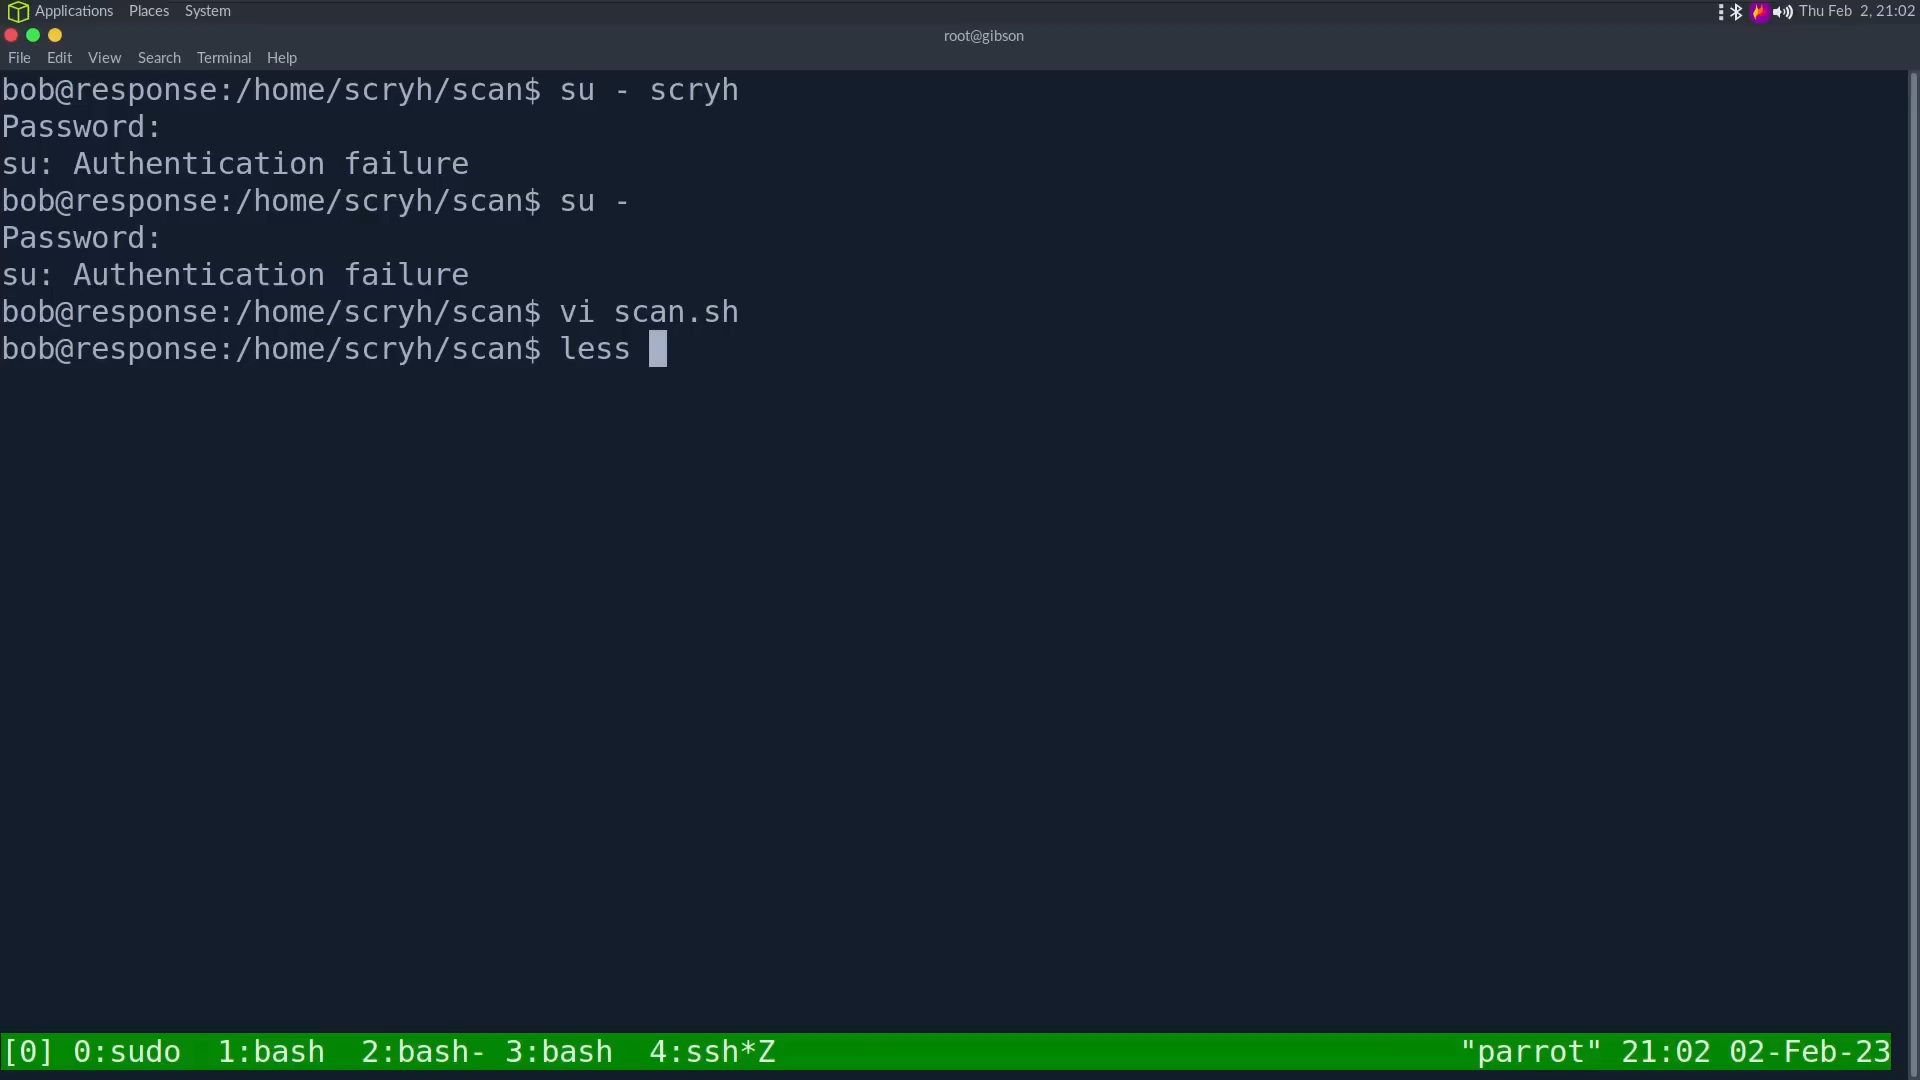 Applications Places System Thu Feb 2, 21:02
root@gibson
File Edit View Search Terminal Help
bob@response:/home/scryh/scan$ su - scryh
Password:
su: Authentication failure
bob@response:/home/scryh/scan$ su -
Password:
su: Authentication failure
bob@response:/home/scryh/scan$ vi scan.sh
bob@response:/home/scryh/scan$ less
[0] 0:sudo  1:bash  2:bash- 3:bash  4:ssh*Z "parrot" 21:02 02-Feb-23